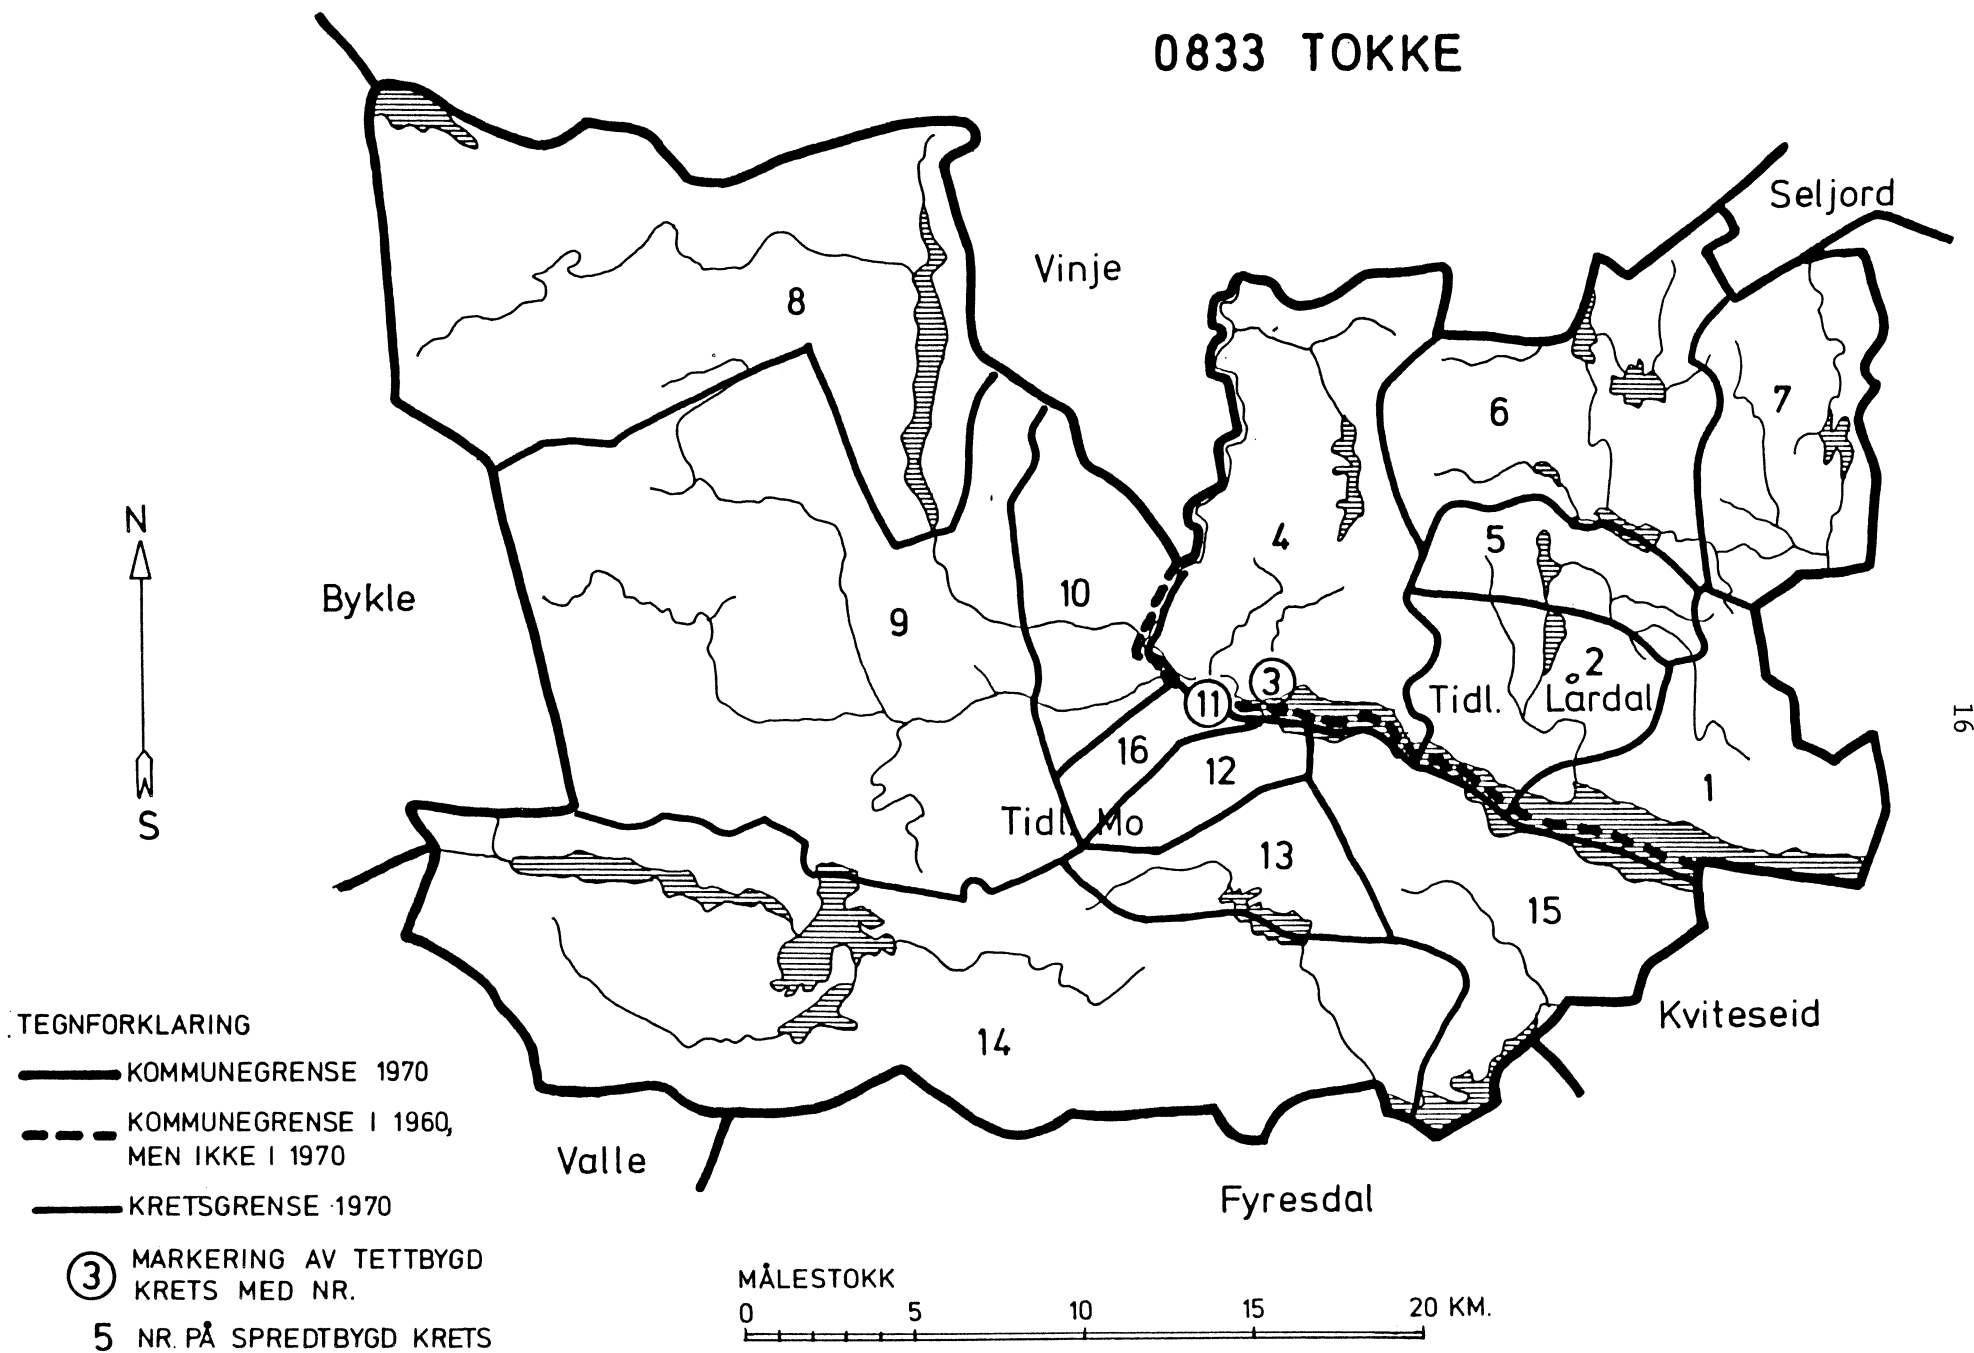 0833 TOKKE
Seljord
Vinje
8
7
6
N
4
5
Bykle
10
9
2
3
11
Tidl. Lårdal
16
16
12
1
S
Tidl. Mo
13
15
14
Kviteseid
TEGNFORKLARING
KOMMUNEGRENSE 1970
KOMMUNEGRENSE I 1960,
MEN IKKE I 1970
Valle
Fyresdal
KRETSGRENSE 1970
3 MARKERING AV TETTBYGD
KRETS MED NR.
5 NR. PÅ SPREDTBYGD KRETS
MÅLESTOKK
0 5 10 15 20 KM.